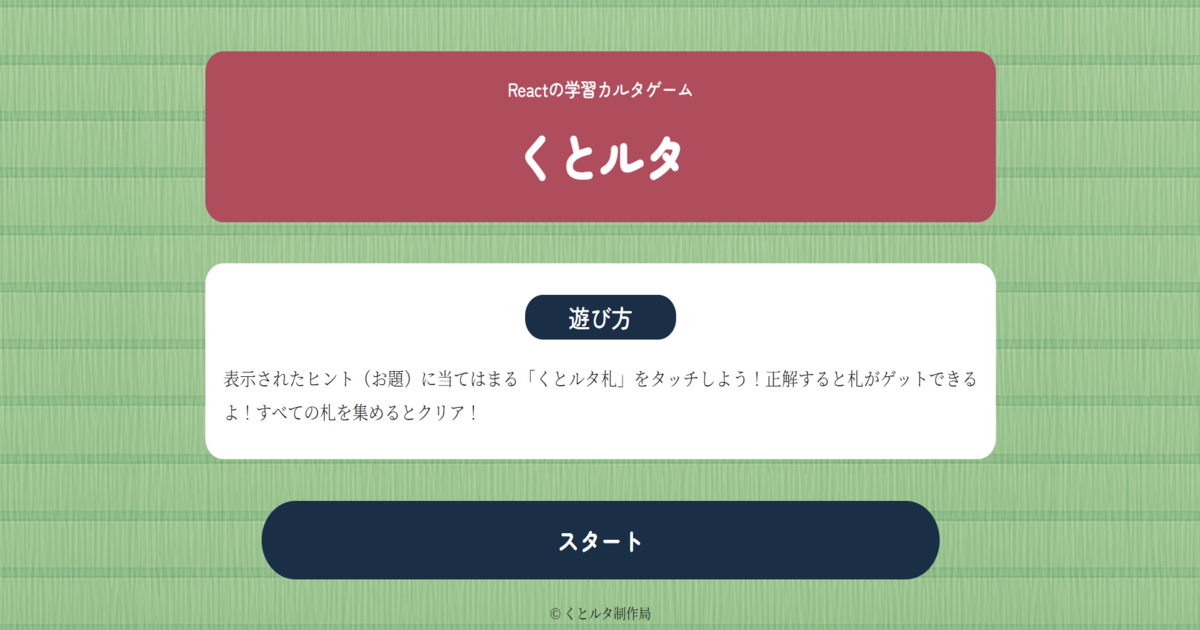 Reactの学習カルタゲーム
くとルタ
遊び方
表示されたヒント（お題）に当てはまる「くとルタ札」をタッチしよう！正解すると札がゲットできる
よ！すべての札を集めるとクリア！
スタート
© くとルタ制作局